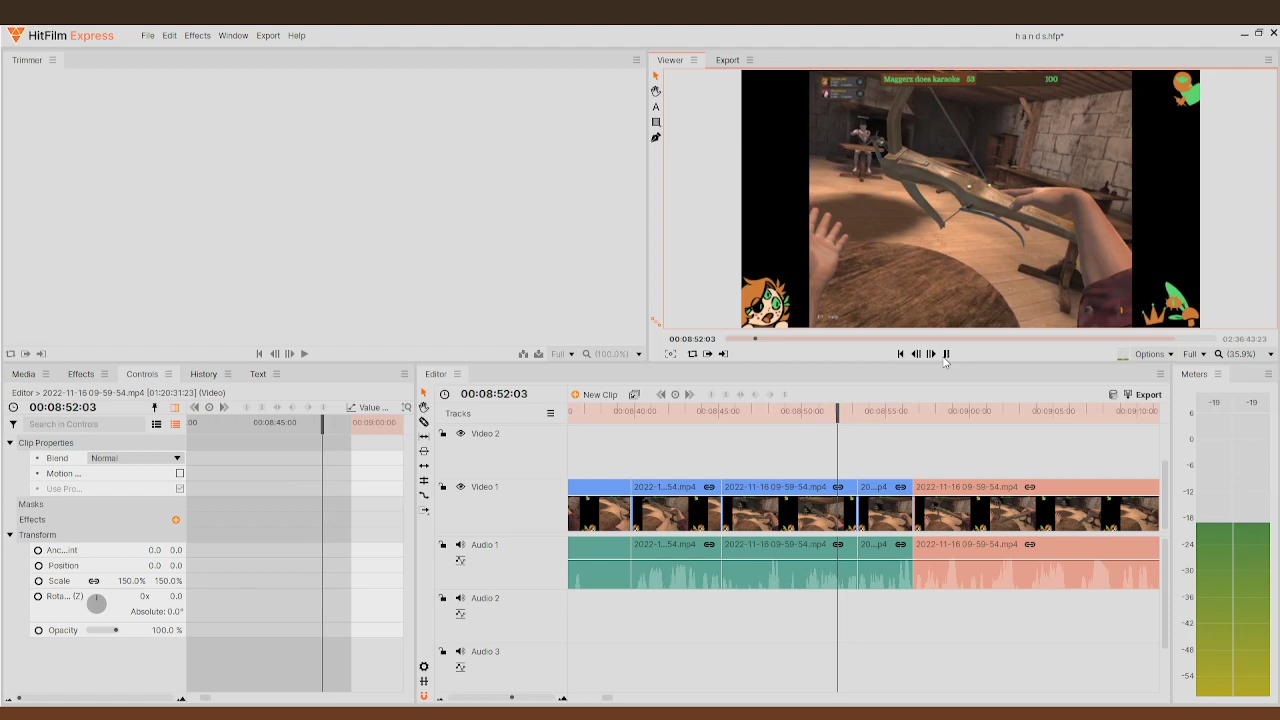 HitFilm Express
File Edit Effects Window Export Help
h a n d s.hfp*
Trimmer
Viewer Export
Maggerz does karaoke 53 100
00:08:52:03 02:36:43:23
Full (100.0%)
Options Full (35.9%)
Media Effects Controls History Text
Editor
Meters
Editor > 2022-11-16 09-59-54.mp4 [01:20:31:23] (Video)
00:08:52:03
Value ...
Search in Controls
:00 00:08:45:00 00:09:00:00
Clip Properties
Blend Normal
Motion ...
Use Pro...
Masks
Effects
Transform
Anc...int 0.0 0.0
Position 0.0 0.0
Scale 150.0% 150.0%
Rota... (Z) 0x 0.0
Absolute: 0.0°
Opacity 100.0 %
00:08:52:03
New Clip
Export
Tracks
0 00:08:40:00 00:08:45:00 00:08:50:00 00:08:55:00 00:09:00:00 00:09:05:00 00:09:10:00
Video 2
Video 1
2022-1...54.mp4 2022-11-16 09-59-54.mp4 20...p4 2022-11-16 09-59-54.mp4
Audio 1
2022-1...54.mp4 2022-11-16 09-59-54.mp4 20...p4 2022-11-16 09-59-54.mp4
Audio 2
Audio 3
-19 -19
6
0
-6
-12
-18
-24
-30
-36
-42
-48
-54